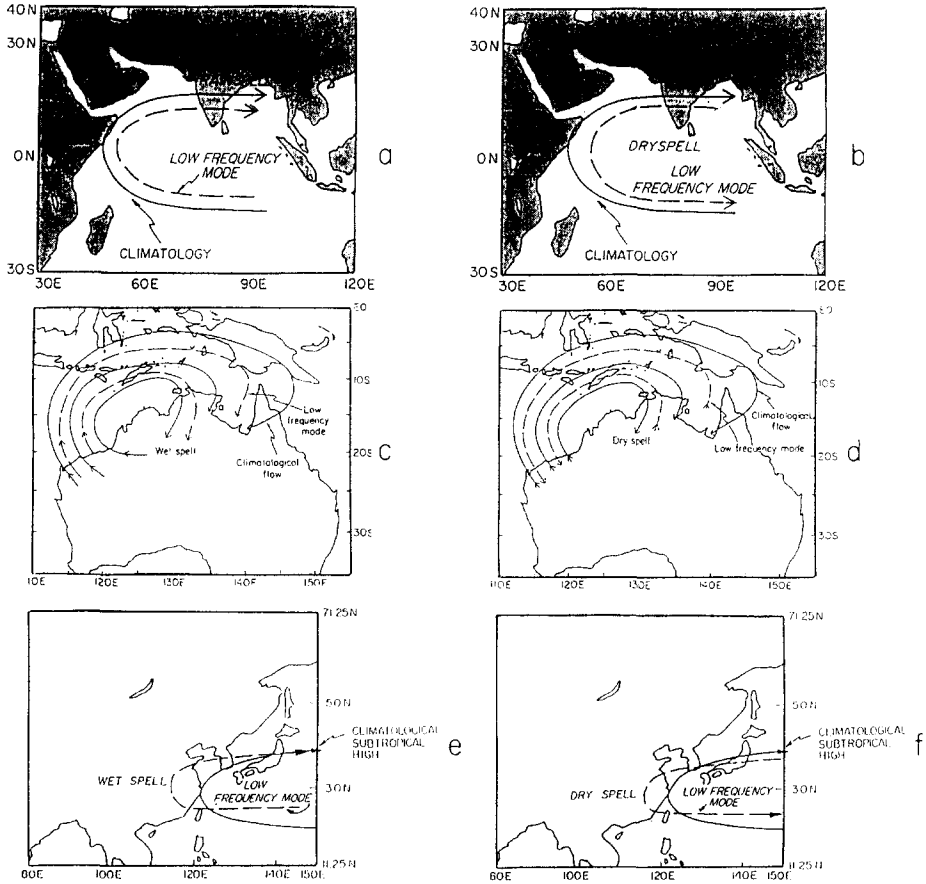 40N
30N
0N
30S
30E
60E
90E
120E
LOW FREQUENCY
MODE
CLIMATOLOGY
a
40N
30N
0N
30S
30E
60E
90E
120E
DRYSPELL
LOW
FREQUENCY MODE
CLIMATOLOGY
b
10S
20S
30S
120E
130E
140E
150E
Low
frequency
mode
Wet spell
Climatological
flow
c
10S
20S
30S
110E
120E
130E
140E
150E
Climatological
flow
Dry spell
Low frequency mode
d
71.25N
50N
30N
11.25N
80E
100E
120E
140E
150E
CLIMATOLOGICAL
SUBTROPICAL
HIGH
WET SPELL
LOW
FREQUENCY MODE
e
71.25N
50N
30N
11.25N
80E
100E
120E
140E
150E
CLIMATOLOGICAL
SUBTROPICAL
HIGH
DRY SPELL
LOW FREQUENCY
MODE
f